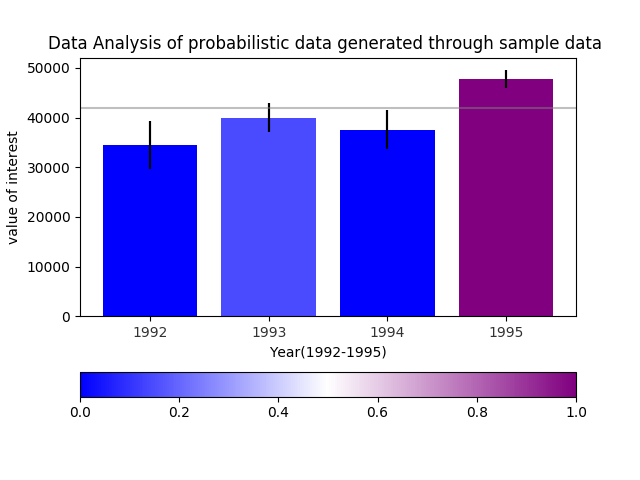 Data Analysis of probabilistic data generated through sample data
50000
40000
30000
20000
10000
0
value of interest
1992 1993 1994 1995
Year(1992-1995)
0.0 0.2 0.4 0.6 0.8 1.0